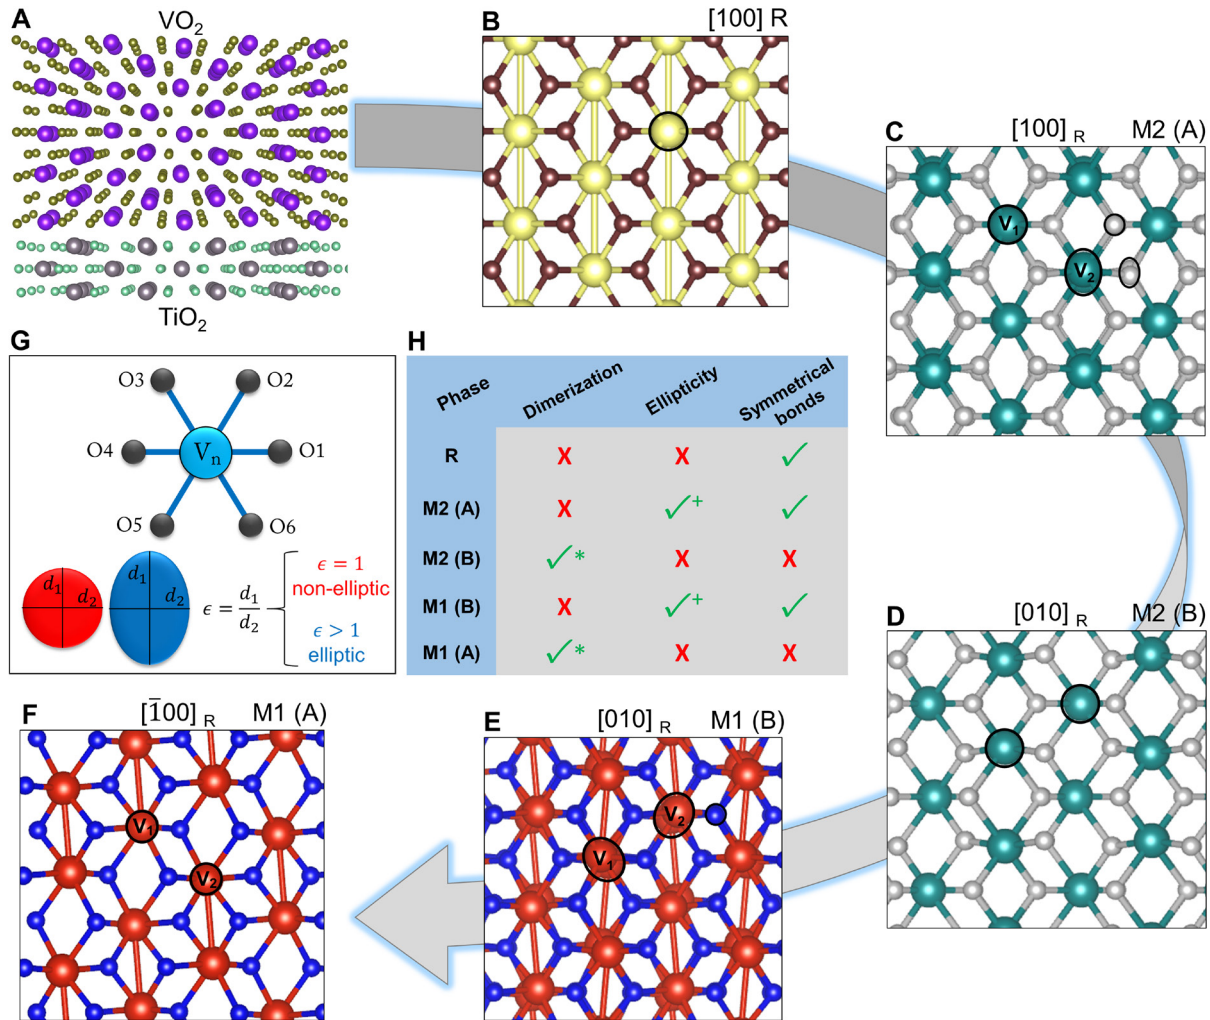 A
VO₂
TiO₂
B
[100] R
C
[100] R M2 (A)
V₁
V₂
G
O3
O2
O4
Vₙ
O1
O5
O6
d₁
d₂
d₁
d₂
ϵ = d₁/d₂
ϵ = 1
non-elliptic
ϵ > 1
elliptic
H
Phase Dimerization Ellipticity Symmetrical bonds
R X X ✓
M2 (A) X ✓+ ✓
M2 (B) ✓* X X
M1 (B) X ✓+ ✓
M1 (A) ✓* X X
D
[010] R M2 (B)
F
[1̅00] R M1 (A)
V₁
V₂
E
[010] R M1 (B)
V₂
V₁